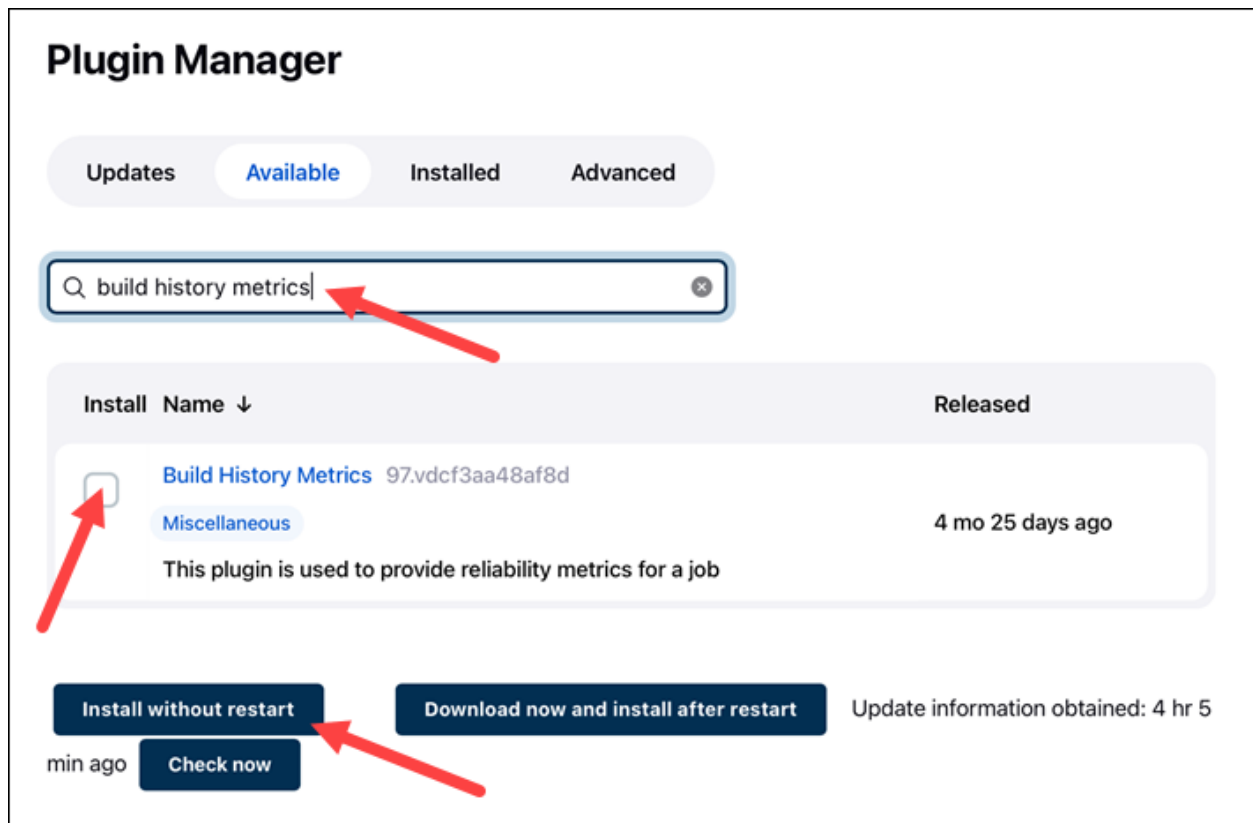 Plugin Manager
Updates Available Installed Advanced
build history metrics
Install Name ↓ Released
Build History Metrics 97.vdcf3aa48af8d
Miscellaneous
4 mo 25 days ago
This plugin is used to provide reliability metrics for a job
Install without restart Download now and install after restart Update information obtained: 4 hr 5
min ago Check now